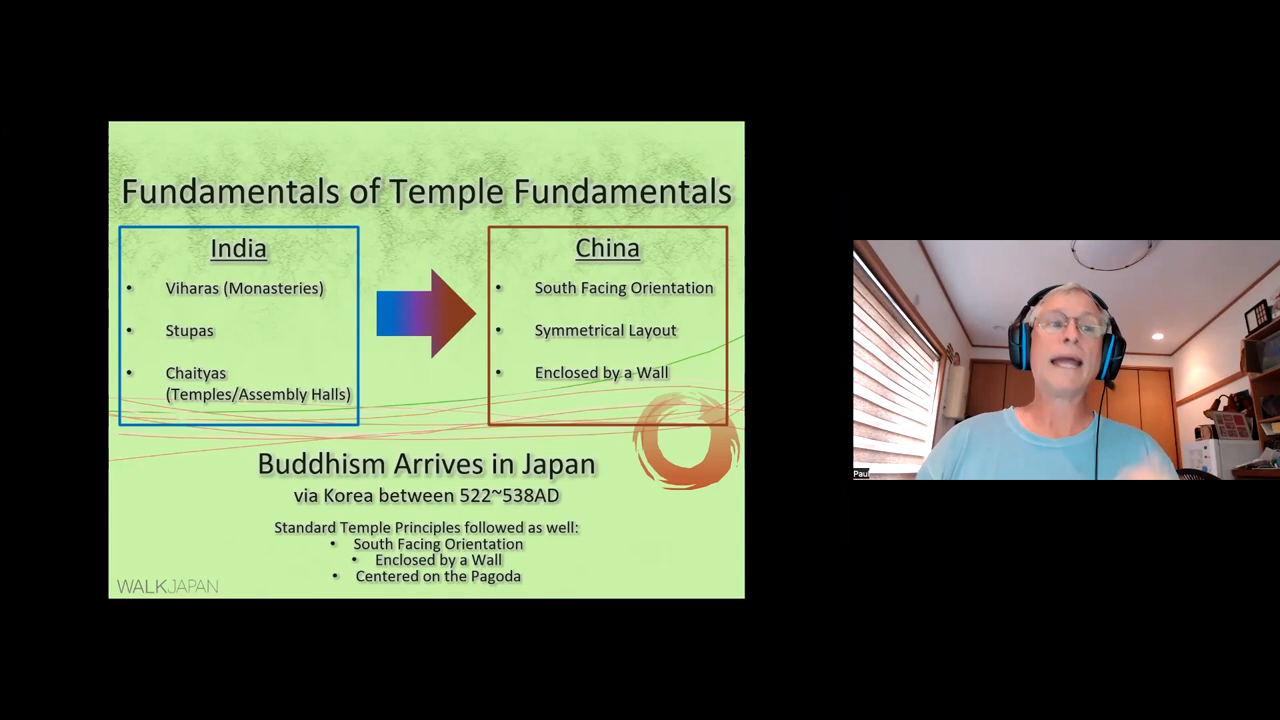 Fundamentals of Temple Fundamentals
India
• Viharas (Monasteries)
• Stupas
• Chaityas
(Temples/Assembly Halls)
China
• South Facing Orientation
• Symmetrical Layout
• Enclosed by a Wall
Buddhism Arrives in Japan
via Korea between 522~538AD
Standard Temple Principles followed as well:
• South Facing Orientation
• Enclosed by a Wall
• Centered on the Pagoda
WALKJAPAN
Paul